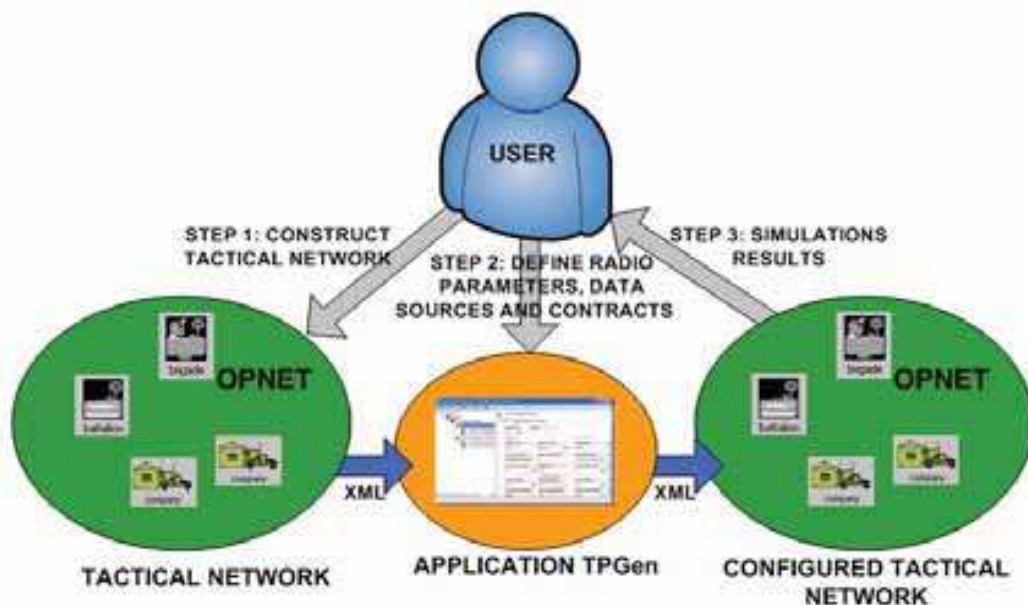 USER
STEP 1: CONSTRUCT
TACTICAL NETWORK
STEP 2: DEFINE RADIO
PARAMETERS, DATA
SOURCES AND CONTRACTS
STEP 3: SIMULATIONS
RESULTS
brigade
OPNET
battalion
company
company
XML
XML
brigade
OPNET
battalion
company
company
TACTICAL NETWORK
APPLICATION TPGen
CONFIGURED TACTICAL
NETWORK